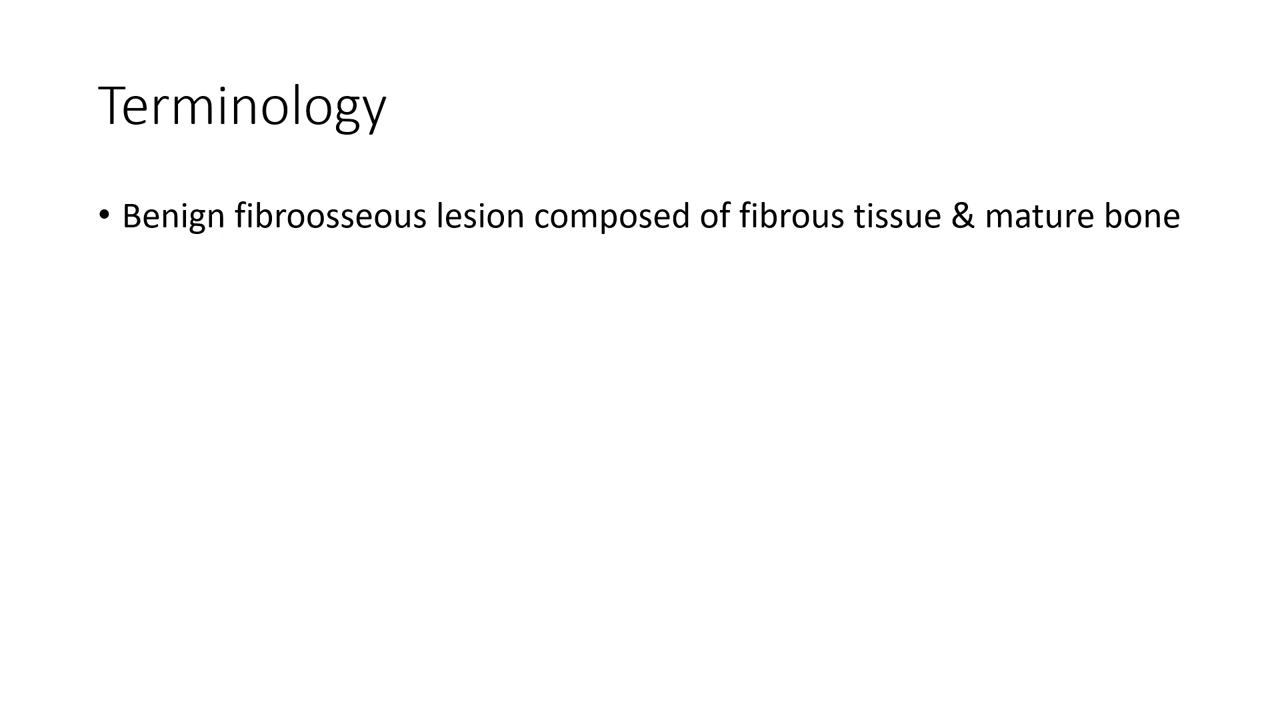 Terminology
• Benign fibroosseous lesion composed of fibrous tissue & mature bone